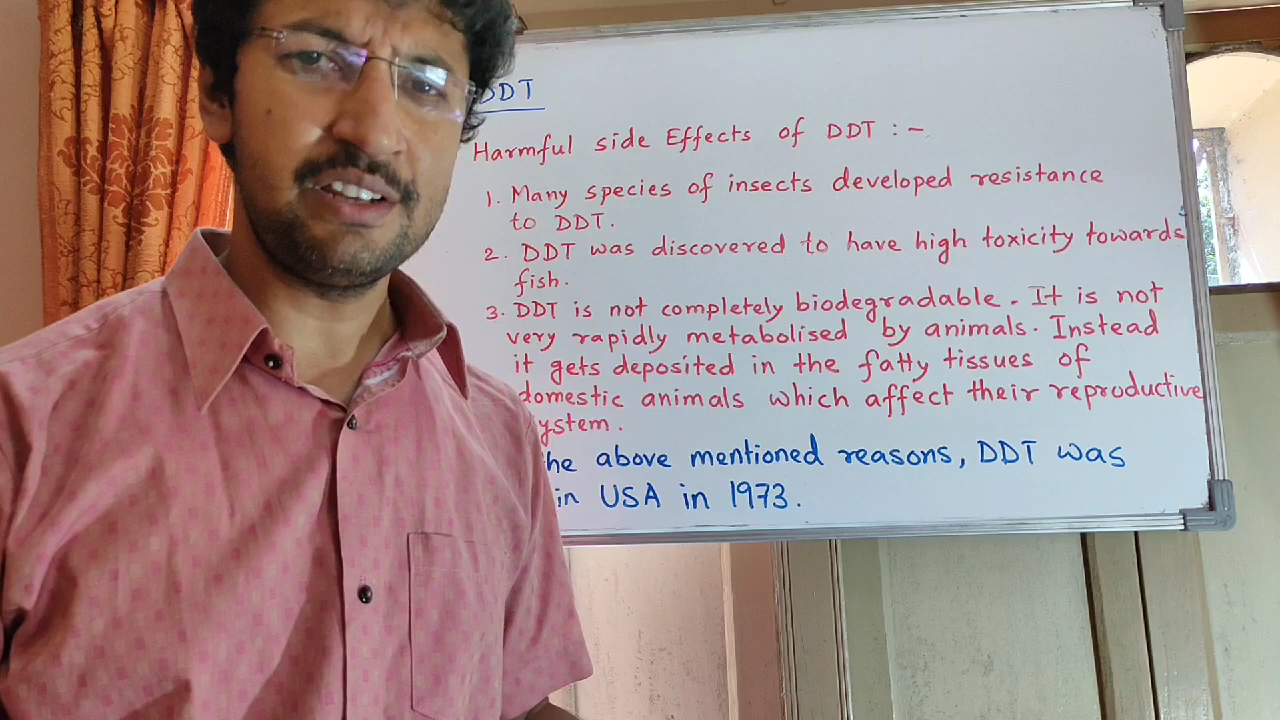 DDT
Harmful side Effects of DDT :-
1. Many species of insects developed resistance
to DDT.
2. DDT was discovered to have high toxicity towards
fish.
3. DDT is not completely biodegradable. It is not
very rapidly metabolised by animals. Instead
it gets deposited in the fatty tissues of
domestic animals which affect their reproductive
ystem.
he above mentioned reasons, DDT was
in USA in 1973.